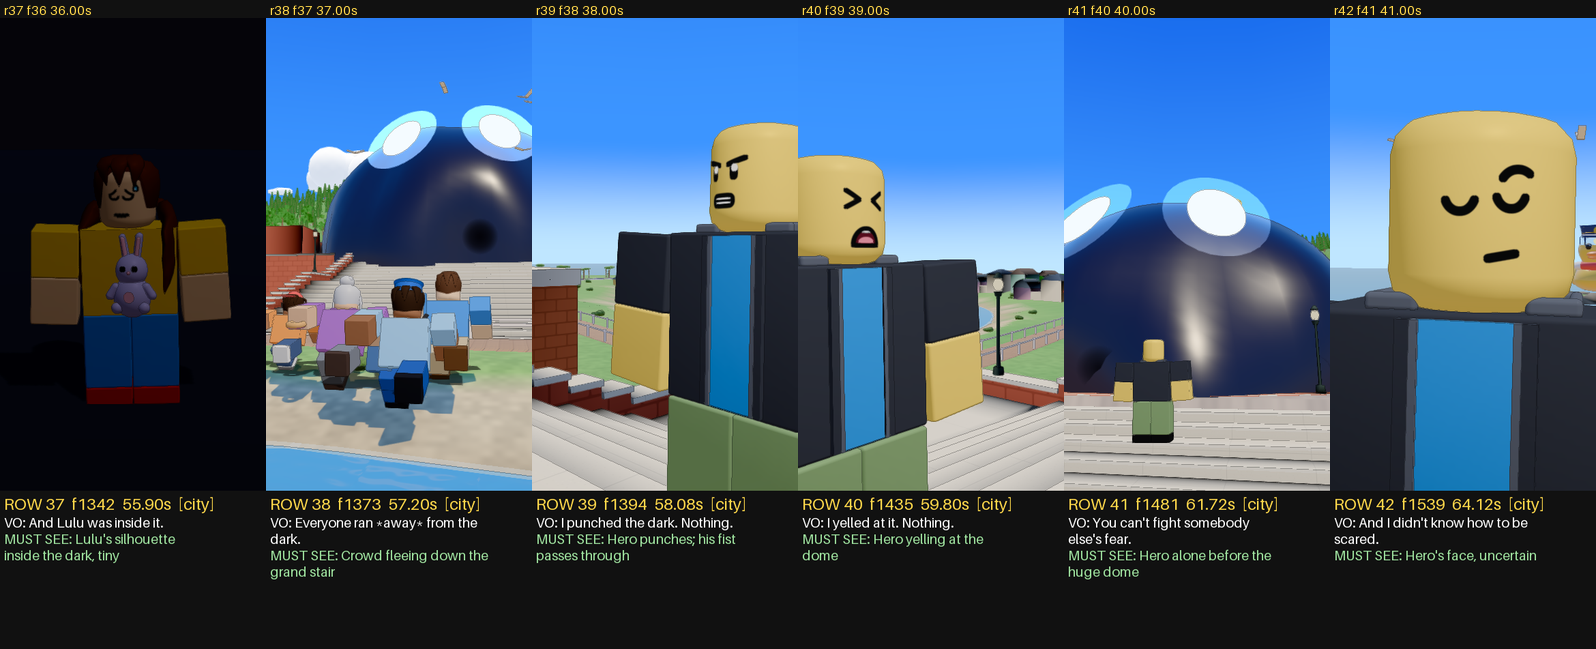 r37 f36 36.00s
r38 f37 37.00s
r39 f38 38.00s
r40 f39 39.00s
r41 f40 40.00s
r42 f41 41.00s
ROW 37 f1342 55.90s [city]
VO: And Lulu was inside it.
MUST SEE: Lulu's silhouette
inside the dark, tiny
ROW 38 f1373 57.20s [city]
VO: Everyone ran *away* from the
dark.
MUST SEE: Crowd fleeing down the
grand stair
ROW 39 f1394 58.08s [city]
VO: I punched the dark. Nothing.
MUST SEE: Hero punches; his fist
passes through
ROW 40 f1435 59.80s [city]
VO: I yelled at it. Nothing.
MUST SEE: Hero yelling at the
dome
ROW 41 f1481 61.72s [city]
VO: You can't fight somebody
else's fear.
MUST SEE: Hero alone before the
huge dome
ROW 42 f1539 64.12s [city]
VO: And I didn't know how to be
scared.
MUST SEE: Hero's face, uncertain